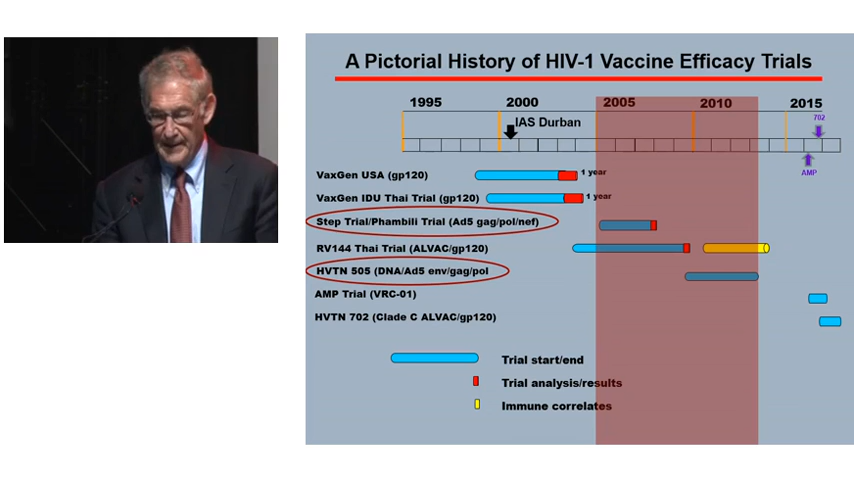 A Pictorial History of HIV-1 Vaccine Efficacy Trials
1995 2000 2005 2010 2015
702
IAS Durban
AMP
VaxGen USA (gp120) 1 year
VaxGen IDU Thai Trial (gp120) 1 year
Step Trial/Phambili Trial (Ad5 gag/pol/nef)
RV144 Thai Trial (ALVAC/gp120)
HVTN 505 (DNA/Ad5 env/gag/pol
AMP Trial (VRC-01)
HVTN 702 (Clade C ALVAC/gp120)
Trial start/end
Trial analysis/results
Immune correlates